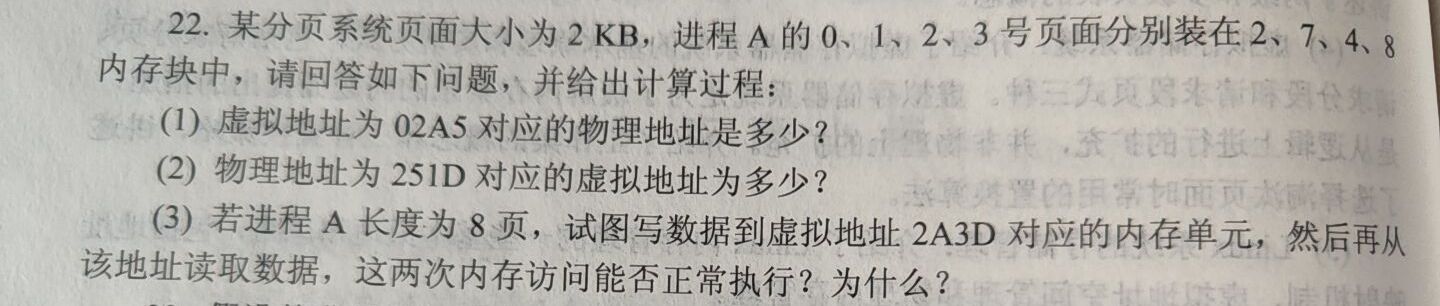 22. 某分页系统页面大小为 2 KB，进程 A 的 0、1、2、3 号页面分别装在 2、7、4、8
内存块中，请回答如下问题，并给出计算过程：
(1) 虚拟地址为 02A5 对应的物理地址是多少？
(2) 物理地址为 251D 对应的虚拟地址为多少？
(3) 若进程 A 长度为 8 页，试图写数据到虚拟地址 2A3D 对应的内存单元，然后再从
该地址读取数据，这两次内存访问能否正常执行？为什么？